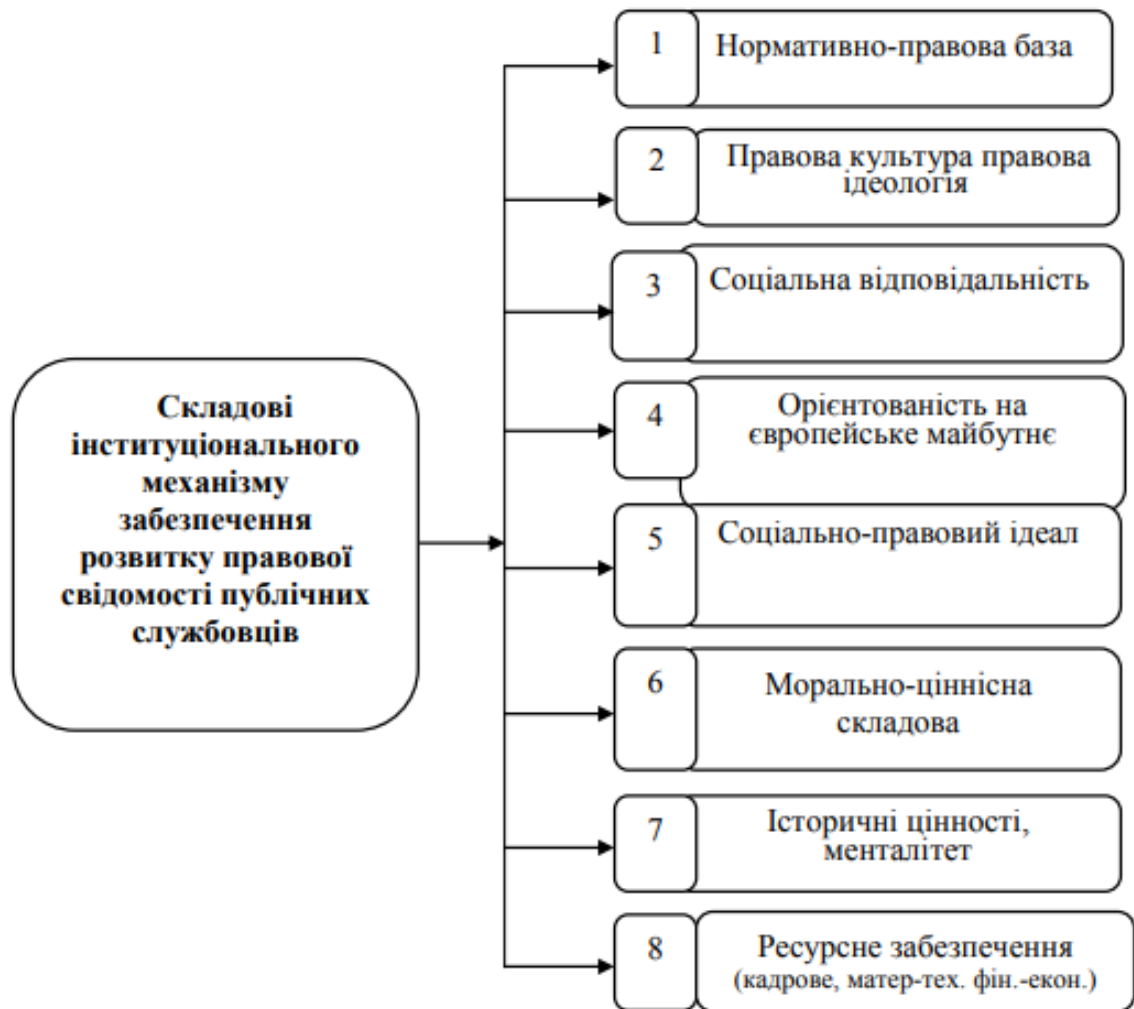 Складові
інституціонального
механізму
забезпечення
розвитку правової
свідомості публічних
службовців
1
Нормативно-правова база
2
Правова культура правова
ідеологія
3
Соціальна відповідальність
4
Орієнтованість на
європейське майбутнє
5
Соціально-правовий ідеал
6
Морально-ціннісна
складова
7
Історичні цінності,
менталітет
8
Ресурсне забезпечення
(кадрове, матер-тех. фін.-екон.)